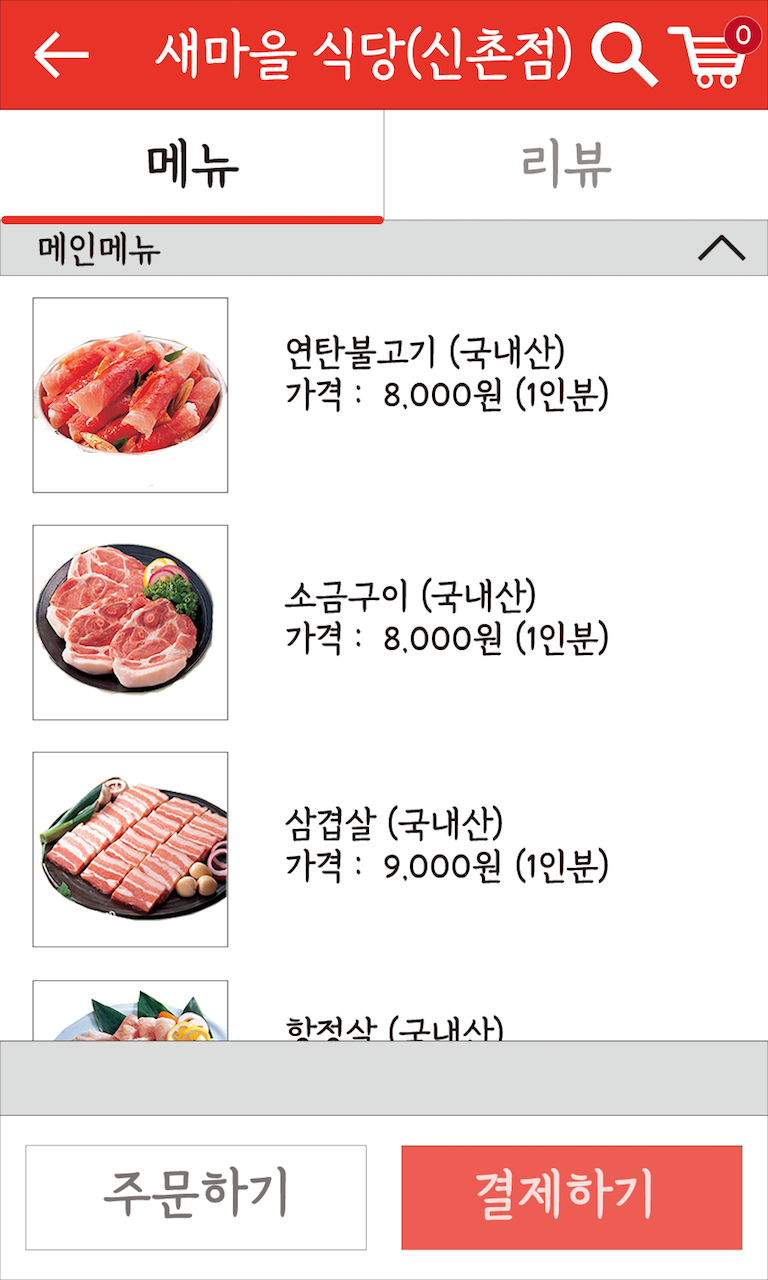 새마을 식당(신촌점)
0
메뉴
리뷰
메인메뉴
연탄불고기 (국내산)
가격 : 8,000원 (1인분)
소금구이 (국내산)
가격 : 8,000원 (1인분)
삼겹살 (국내산)
가격 : 9,000원 (1인분)
항정살 (국내산)
주문하기
결제하기